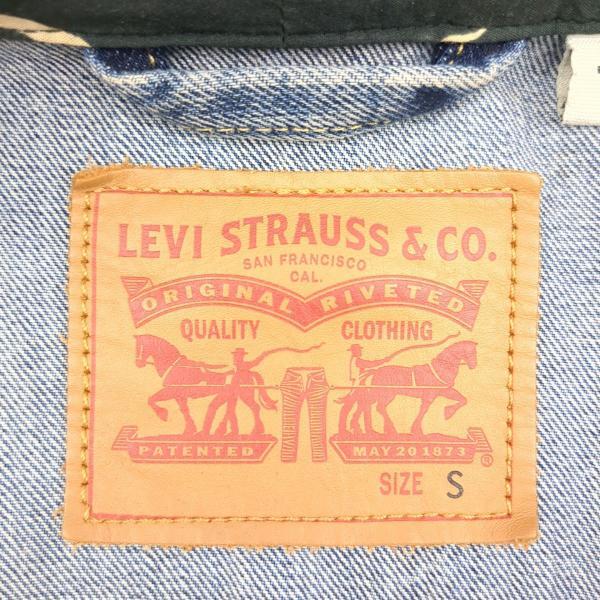 LEVI STRAUSS & CO.
SAN FRANCISCO
CAL.
ORIGINAL RIVETED
QUALITY CLOTHING
PATENTED MAY 20 1873
®
SIZE S